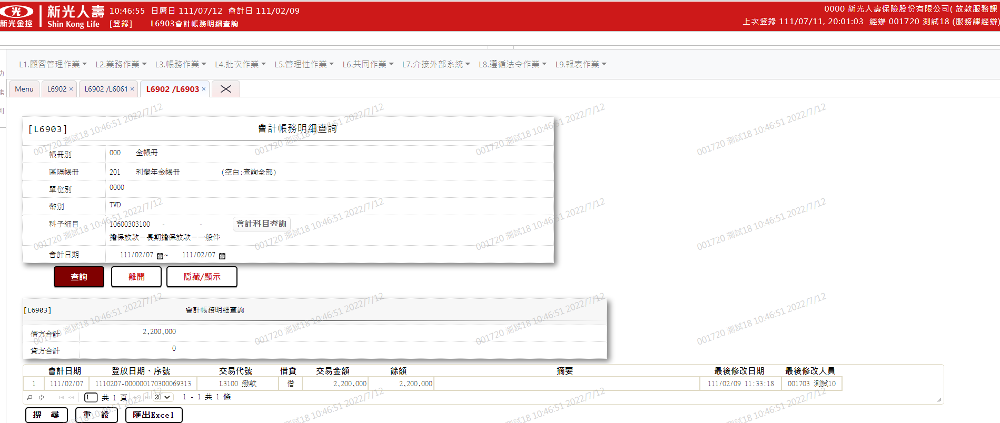 新光金控 新光人壽 Shin Kong Life
10:46:55 日曆日 111/07/12 會計日 111/02/09
0000 新光人壽保險股份有限公司( 放款服務課
[登錄] L6903會計帳務明細查詢
上次登錄 111/07/11, 20:01:03 經辦 001720 測試18 (服務課經辦)
L1.顧客管理作業 L2.業務作業 L3.帳務作業 L4.批次作業 L5.管理性作業 L6.共同作業 L7.介接外部系統 L8.遵循法令作業 L9.報表作業
Menu L6902 × L6902 /L6061 × L6902 /L6903 ×
[L6903] 會計帳務明細查詢
帳冊別 000 全帳冊
區隔帳冊 201 利變年金帳冊 (空白:查詢全部)
單位別 0000
幣別 TWD
科子細目 10600303100 - - 會計科目查詢
擔保放款－長期擔保放款－一般件
會計日期 111/02/07 ~ 111/02/07
查詢 離開 隱藏/顯示
[L6903] 會計帳務明細查詢
借方合計 2,200,000
貸方合計 0
會計日期 登放日期、序號 交易代號 借貸 交易金額 餘額 摘要 最後修改日期 最後修改人員
1 111/02/07 1110207-000000170300069313 L3100 撥款 借 2,200,000 2,200,000 111/02/09 11:33:18 001703 測試10
1 共 1 頁 20 1 - 1 共 1 條
搜 尋 重 設 匯出Excel
001720 測試18 10:46:51 2022/7/12